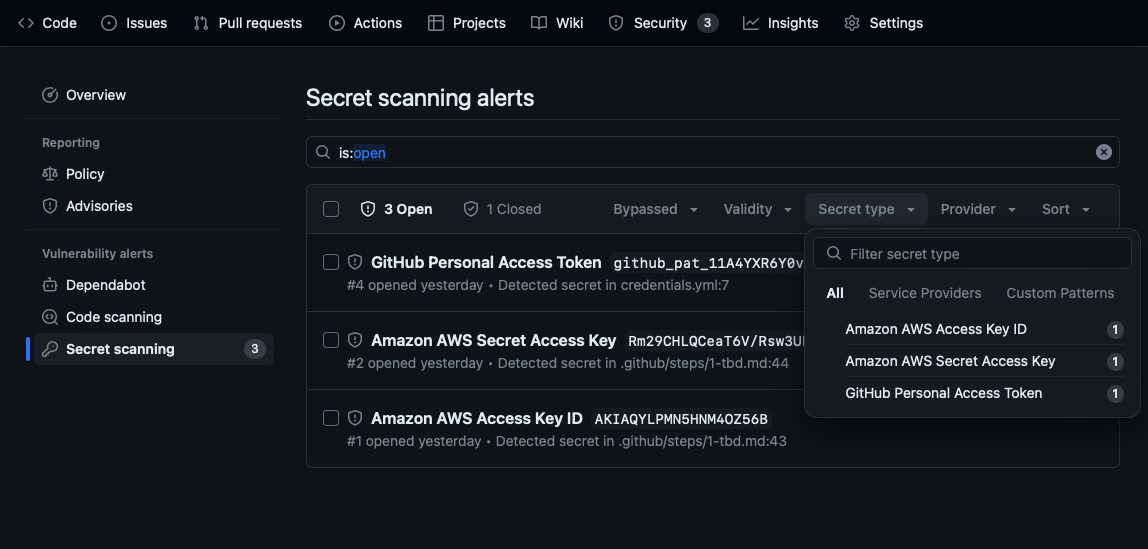 Code Issues Pull requests Actions Projects Wiki Security 3 Insights Settings
Overview
Reporting
Policy
Advisories
Vulnerability alerts
Dependabot
Code scanning
Secret scanning 3
Secret scanning alerts
is:open
3 Open 1 Closed Bypassed Validity Secret type Provider Sort
GitHub Personal Access Token github_pat_11A4YXR6Y0v
#4 opened yesterday • Detected secret in credentials.yml:7
Amazon AWS Secret Access Key Rm29CHLQCeaT6V/Rsw3U
#2 opened yesterday • Detected secret in .github/steps/1-tbd.md:44
Amazon AWS Access Key ID AKIAQYLPMN5HNM4OZ56B
#1 opened yesterday • Detected secret in .github/steps/1-tbd.md:43
Filter secret type
All Service Providers Custom Patterns
Amazon AWS Access Key ID 1
Amazon AWS Secret Access Key 1
GitHub Personal Access Token 1